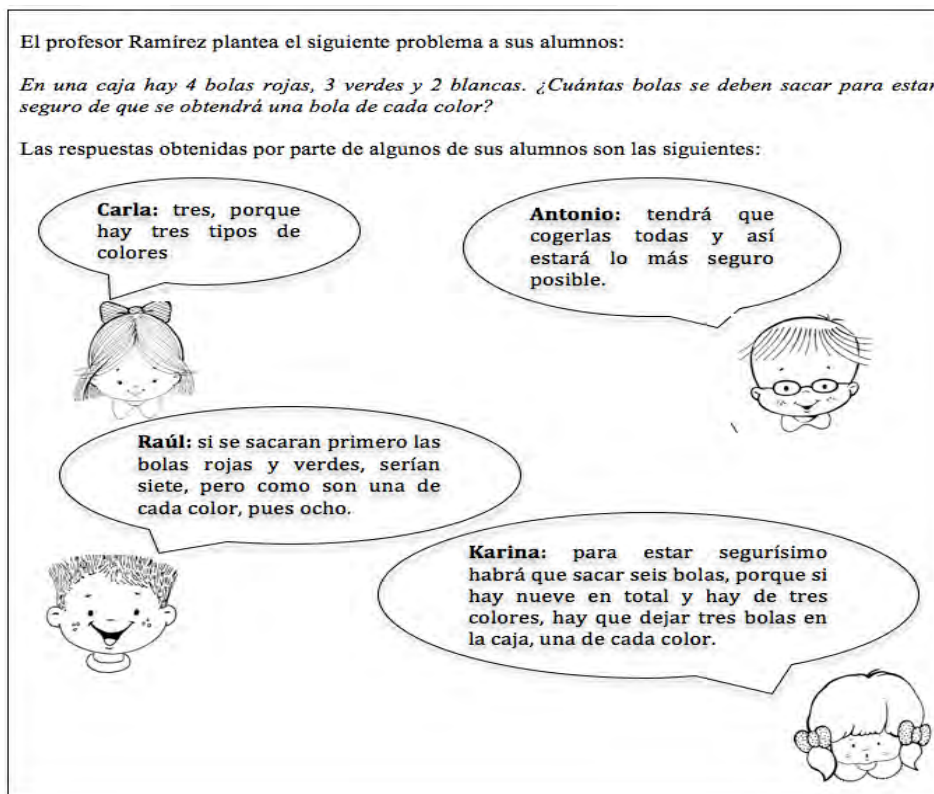 El profesor Ramírez plantea el siguiente problema a sus alumnos:
En una caja hay 4 bolas rojas, 3 verdes y 2 blancas. ¿Cuántas bolas se deben sacar para estar
seguro de que se obtendrá una bola de cada color?
Las respuestas obtenidas por parte de algunos de sus alumnos son las siguientes:
Carla: tres, porque
hay tres tipos de
colores
Antonio: tendrá que
cogerlas todas y así
estará lo más seguro
posible.
Raúl: si se sacaran primero las
bolas rojas y verdes, serían
siete, pero como son una de
cada color, pues ocho.
Karina: para estar segurísimo
habrá que sacar seis bolas, porque si
hay nueve en total y hay de tres
colores, hay que dejar tres bolas en
la caja, una de cada color.